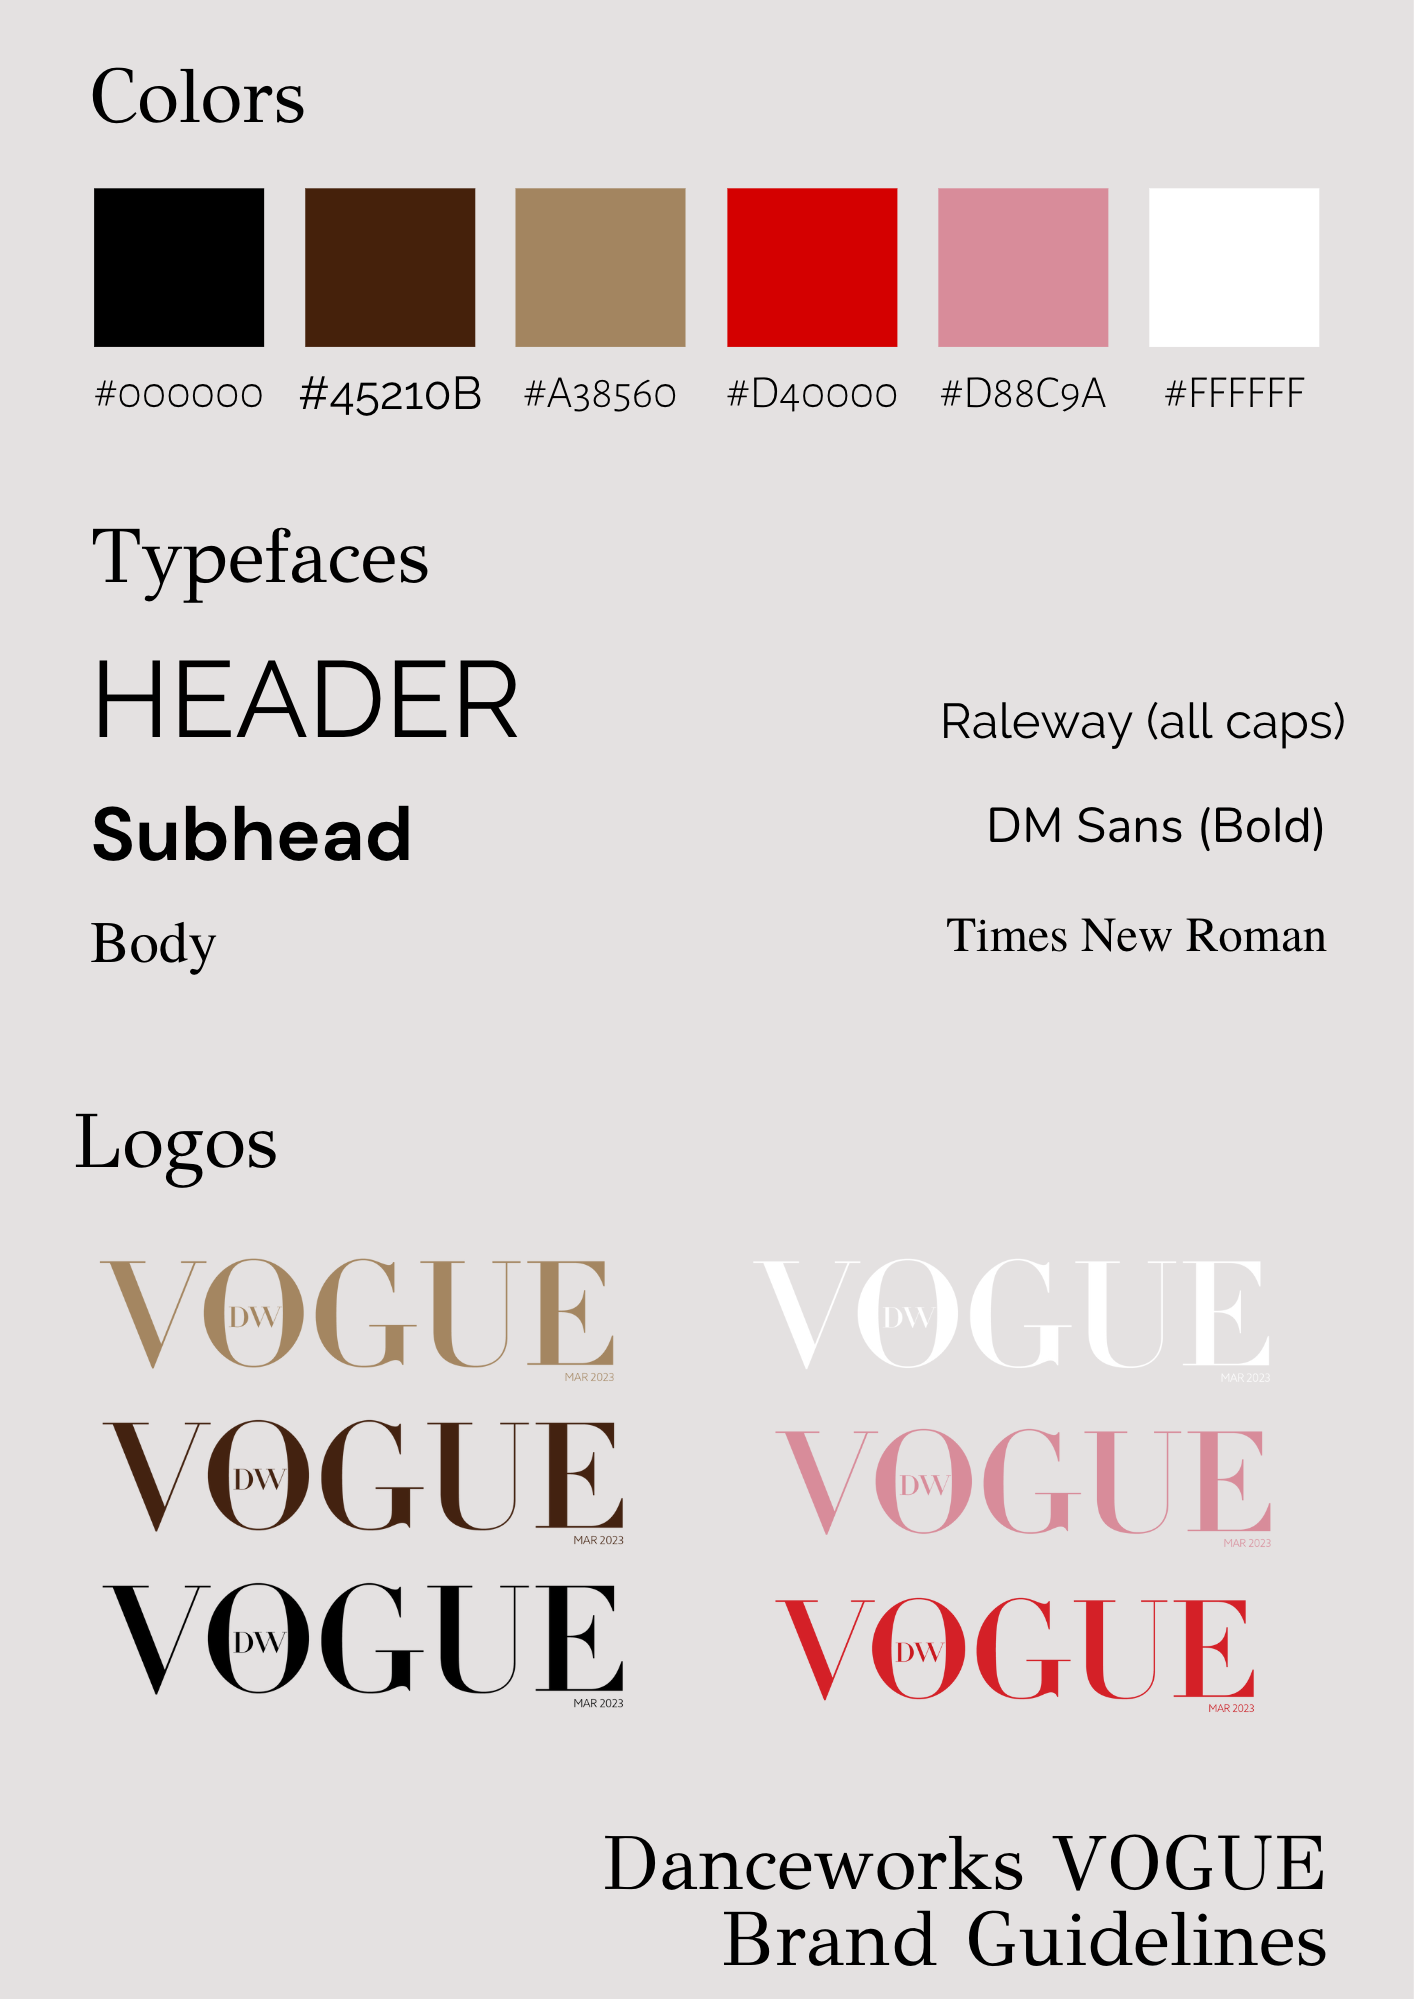 Colors
#000000 #45210B #A38560 #D40000 #D88C9A #FFFFFF
Typefaces
HEADER Raleway (all caps)
Subhead DM Sans (Bold)
Body Times New Roman
Logos
VOGUE
DW
MAR 2023
VOGUE
DW
MAR 2023
VOGUE
DW
MAR 2023
VOGUE
DW
MAR 2023
VOGUE
DW
MAR 2023
VOGUE
DW
MAR 2023
Danceworks VOGUE
Brand Guidelines